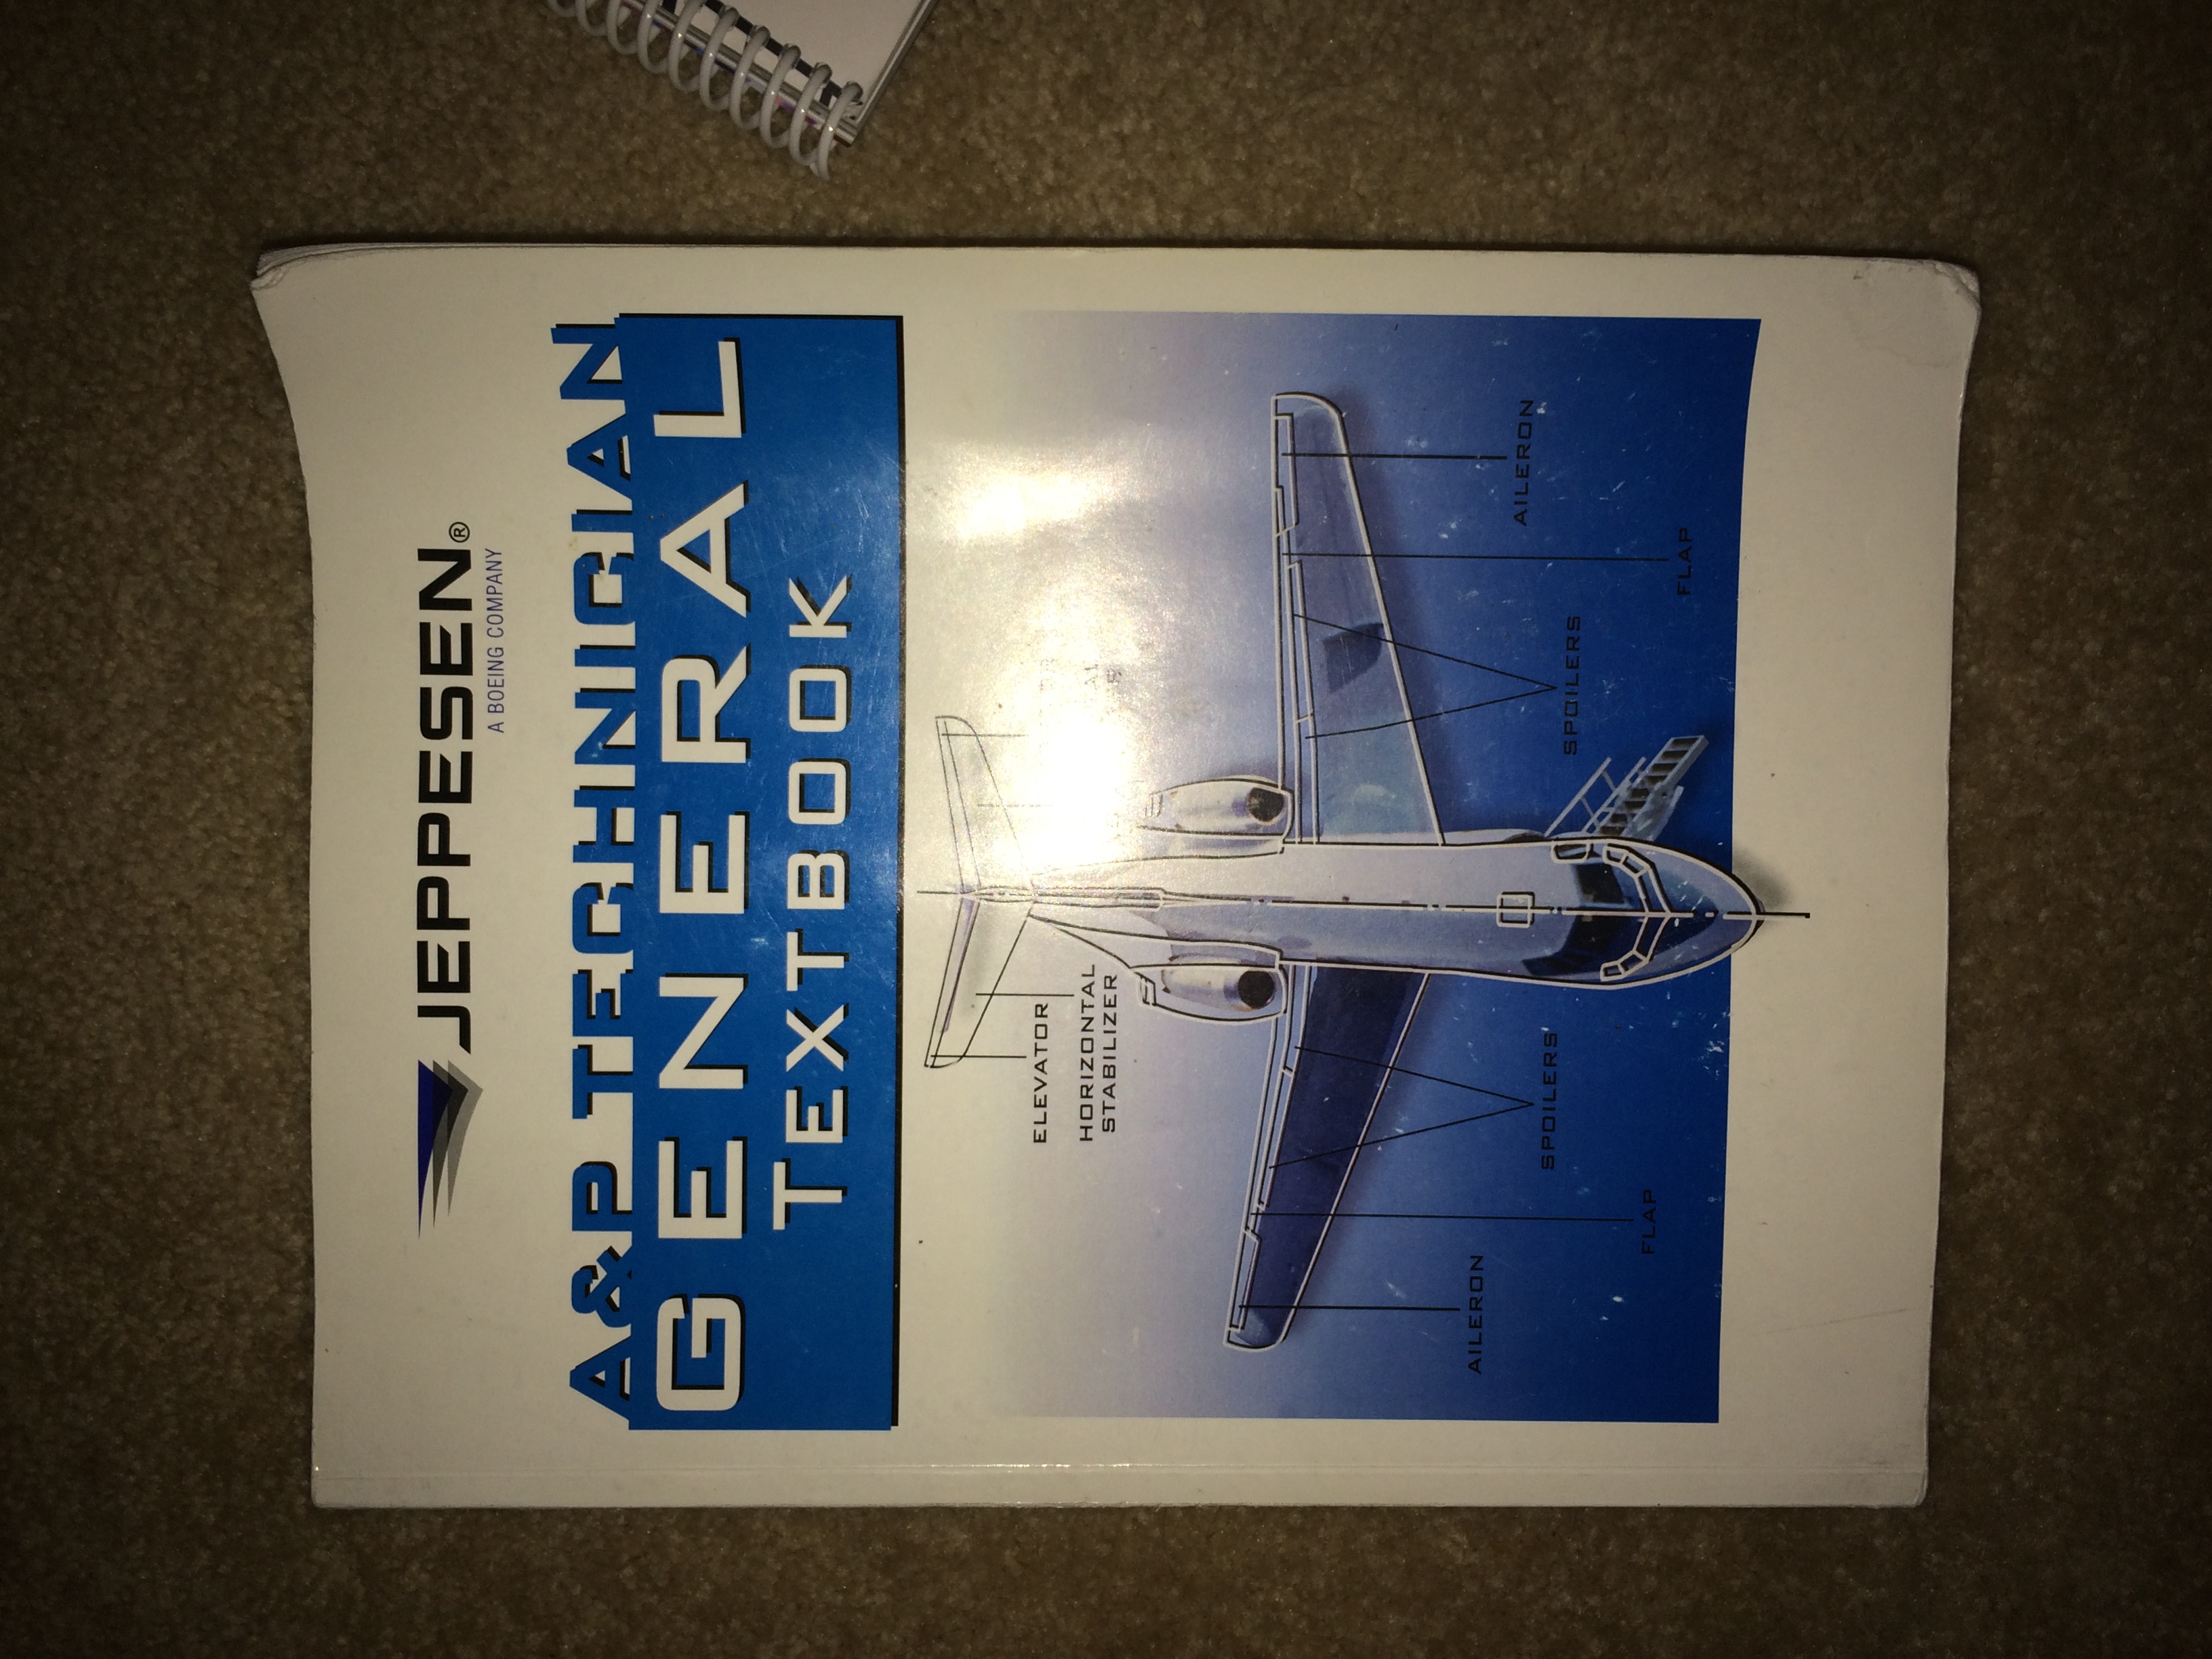 JEPPESEN®
A BOEING COMPANY
A&P TECHNICIAN
GENERAL
TEXTBOOK
ELEVATOR
HORIZONTAL
STABILIZER
AILERON
SPOILERS
FLAP
SPOILERS
AILERON
FLAP